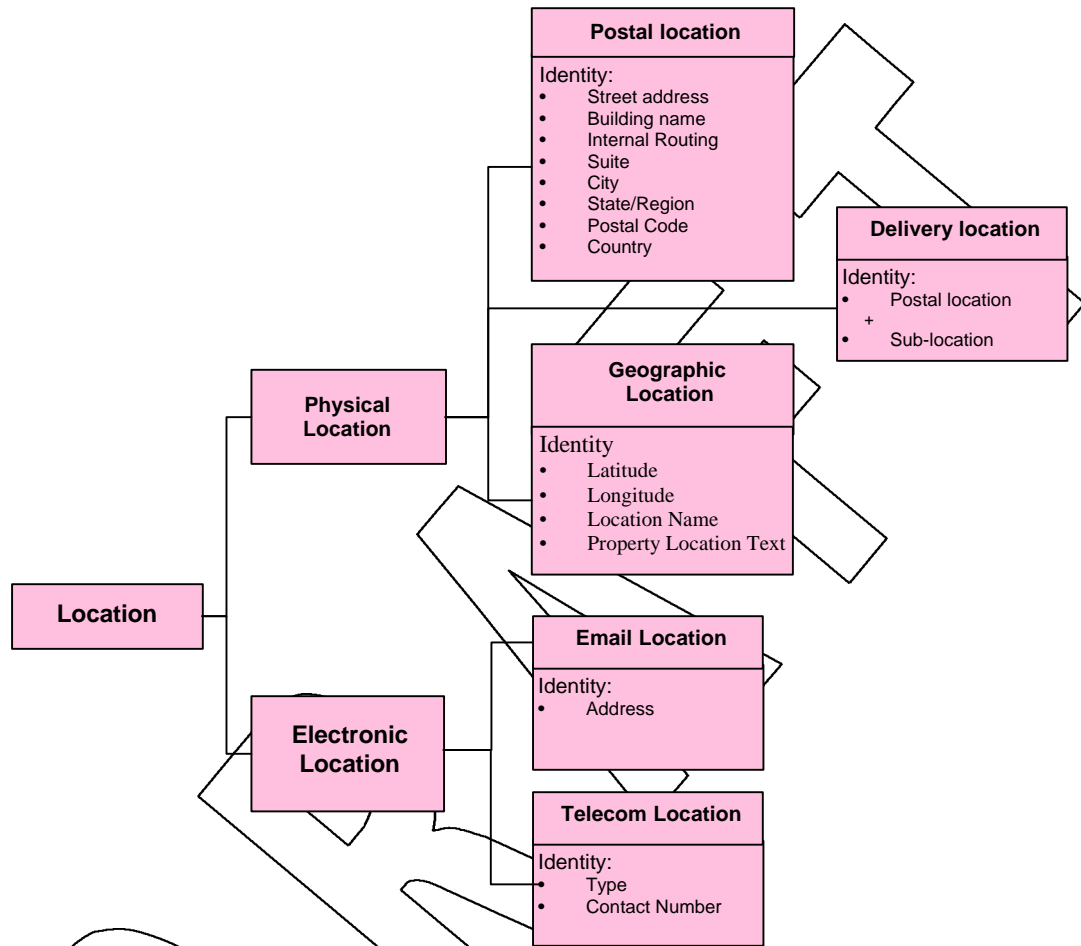 Postal location
Identity:
• Street address
• Building name
• Internal Routing
• Suite
• City
• State/Region
• Postal Code
• Country
Delivery location
Identity:
• Postal location
+
• Sub-location
Geographic
Location
Identity
• Latitude
• Longitude
• Location Name
• Property Location Text
Physical
Location
Location
Electronic
Location
Email Location
Identity:
• Address
Telecom Location
Identity:
• Type
• Contact Number